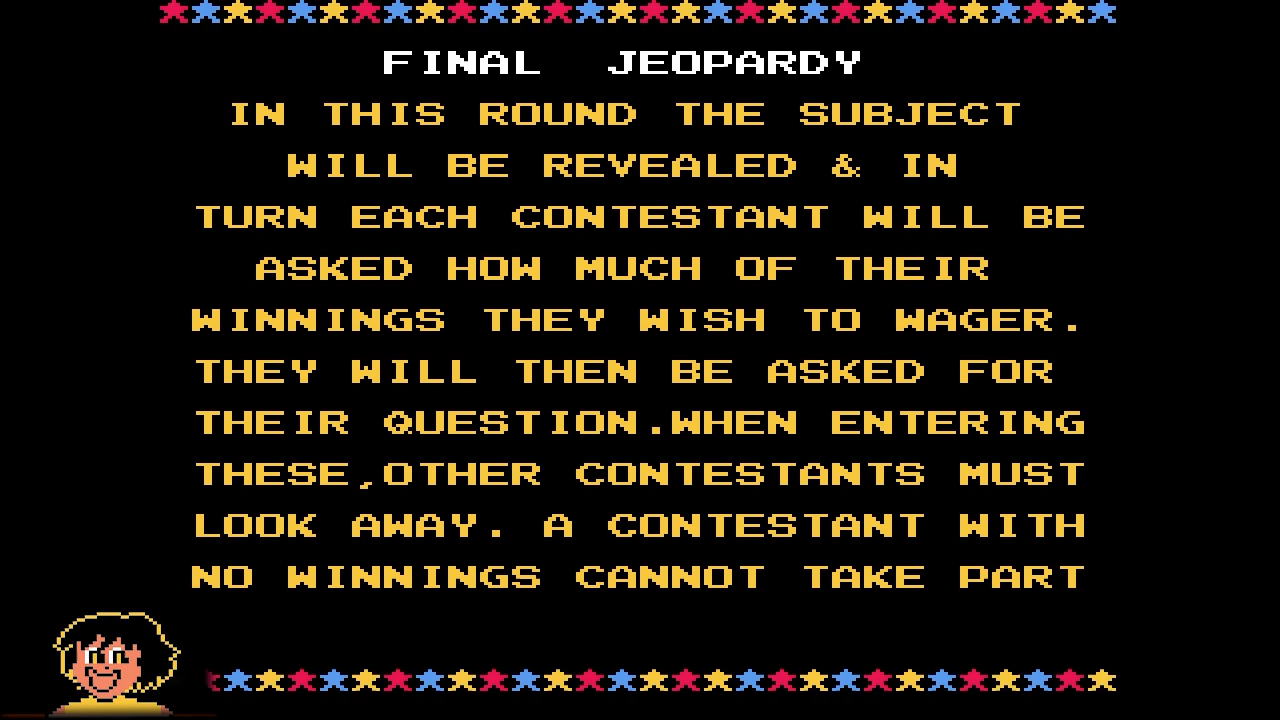 FINAL JEOPARDY
IN THIS ROUND THE SUBJECT
WILL BE REVEALED & IN
TURN EACH CONTESTANT WILL BE
ASKED HOW MUCH OF THEIR
WINNINGS THEY WISH TO WAGER.
THEY WILL THEN BE ASKED FOR
THEIR QUESTION.WHEN ENTERING
THESE,OTHER CONTESTANTS MUST
LOOK AWAY. A CONTESTANT WITH
NO WINNINGS CANNOT TAKE PART